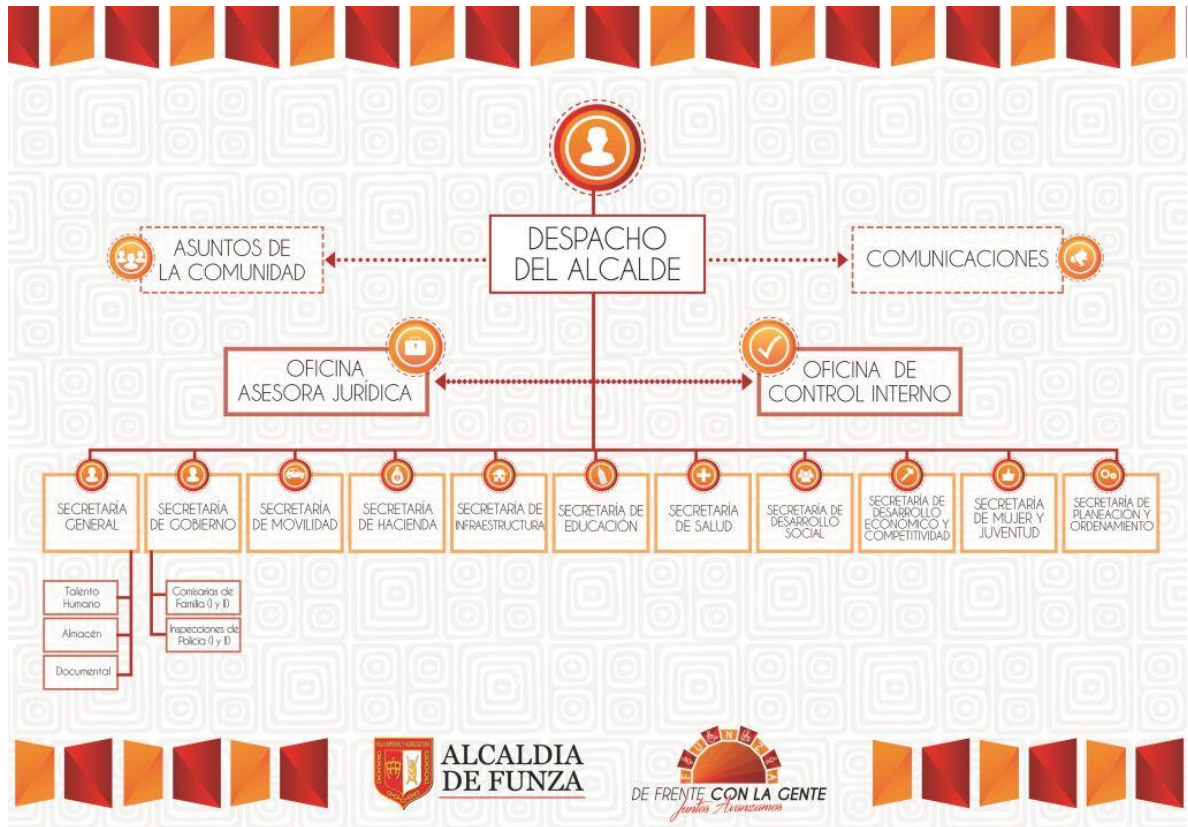 DESPACHO
DEL ALCALDE
ASUNTOS DE
LA COMUNIDAD
COMUNICACIONES
OFICINA
ASESORA JURÍDICA
OFICINA DE
CONTROL INTERNO
SECRETARÍA
GENERAL
SECRETARÍA
DE GOBIERNO
SECRETARÍA
DE MOVILIDAD
SECRETARÍA
DE HACIENDA
SECRETARÍA DE
INFRAESTRUCTURA
SECRETARÍA DE
EDUCACIÓN
SECRETARÍA
DE SALUD
SECRETARÍA DE
DESARROLLO
SOCIAL
SECRETARÍA DE
DESARROLLO
ECONÓMICO Y
COMPETITIVIDAD
SECRETARÍA
DE MUJER Y
JUVENTUD
SECRETARÍA DE
PLANEACIÓN Y
ORDENAMIENTO
Talento
Humano
Almacén
Documental
Comisarias de
Familia (I y II)
Inspecciones de
Policia (I y II)
ALCALDIA
DE FUNZA
FUNZA
DE FRENTE CON LA GENTE
Juntos Avanzamos